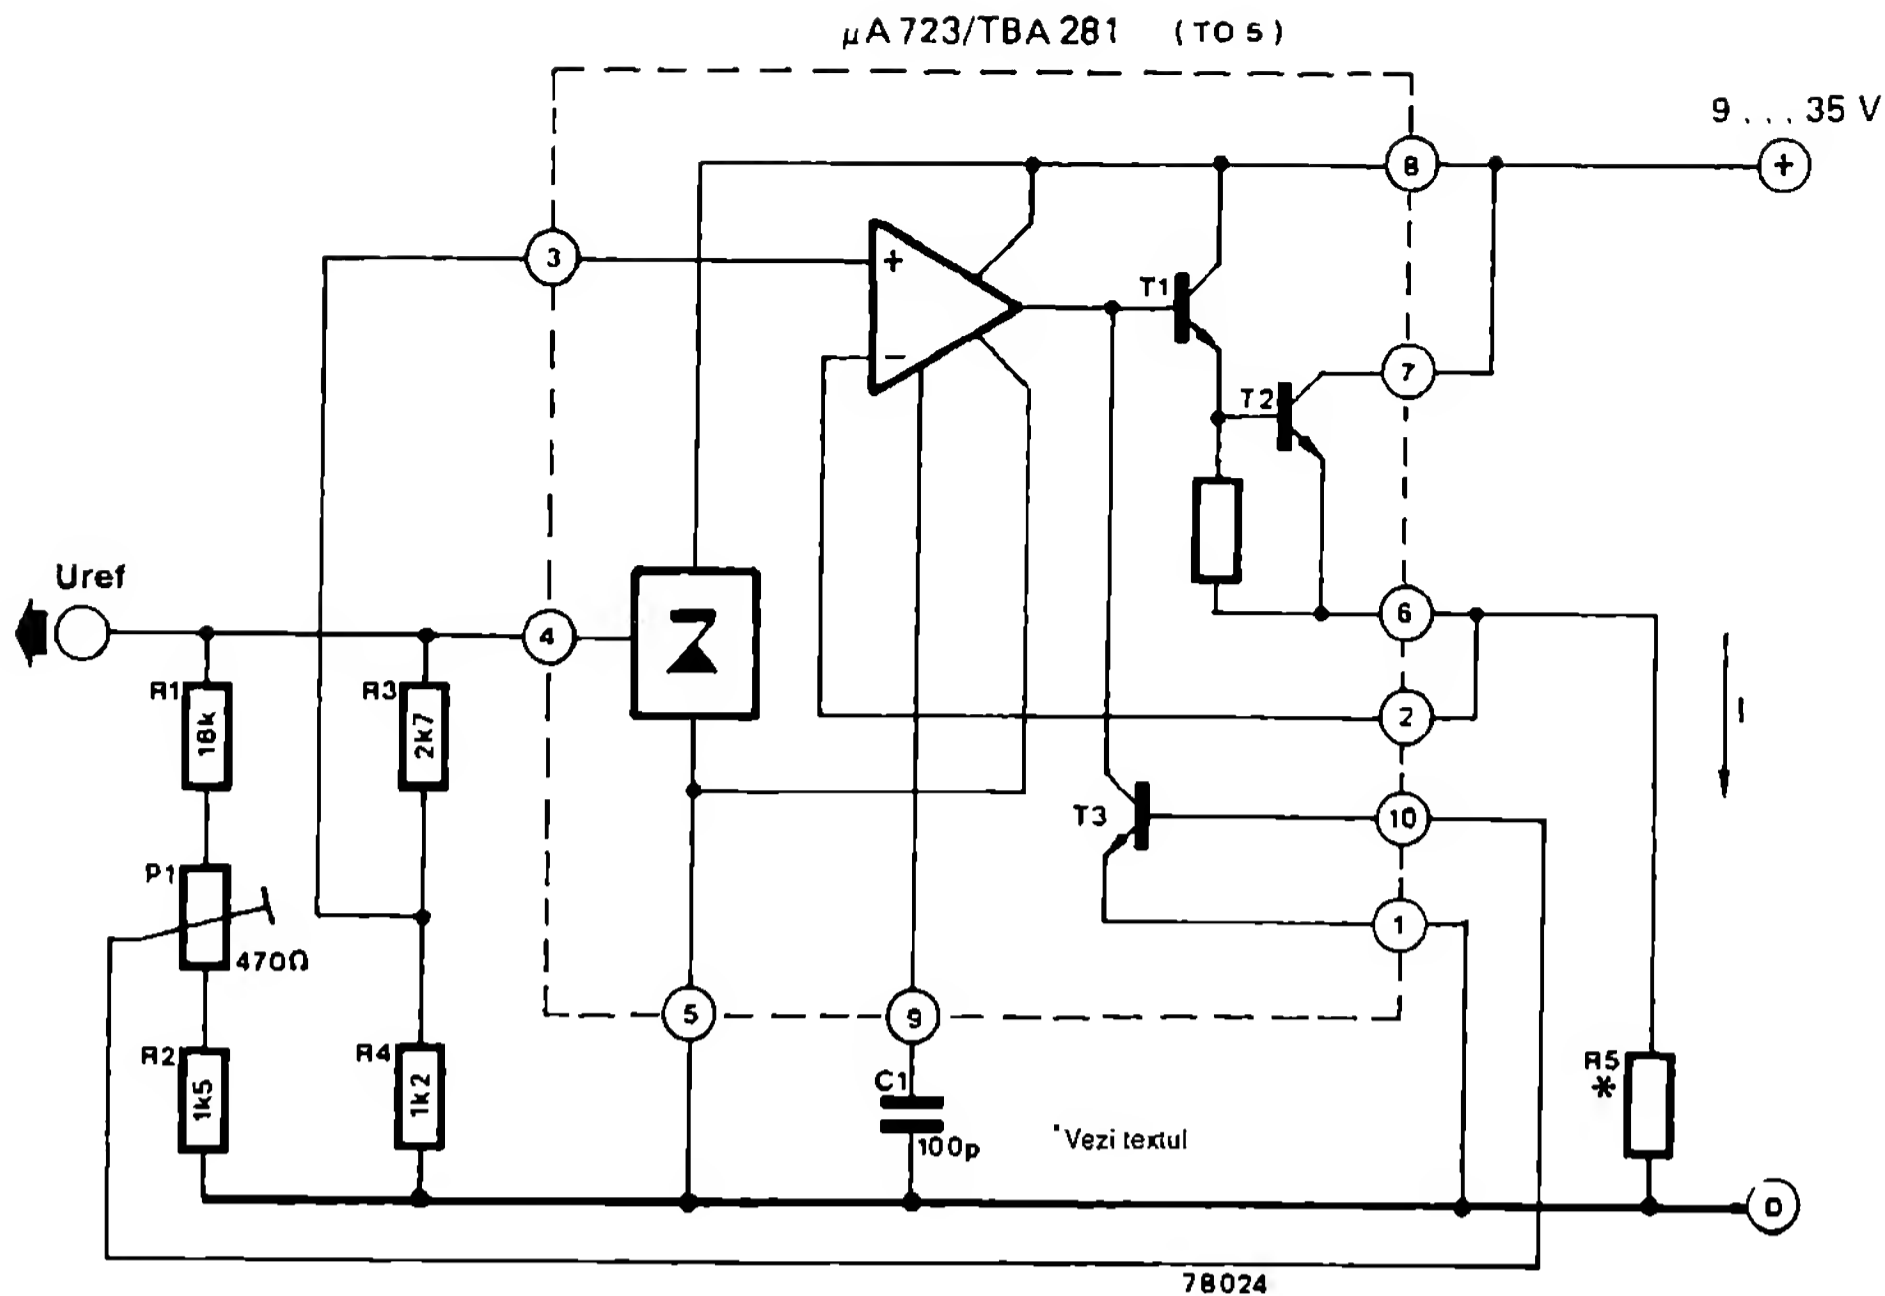 µA 723/TBA 281 (TO 5)
9 ... 35 V
8
+
3
+
T1
−
7
T2
Uref
6
4
R1
18k
R3
2k7
2
I
10
T3
P1
470Ω
1
5
9
R2
1k5
R4
1k2
C1
100p
R5
*
*Vezi textul
0
78024